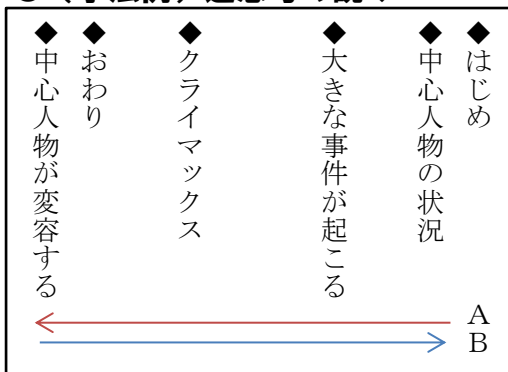 ◆はじめ
◆中心人物の状況
◆大きな事件が起こる
◆クライマックス
◆おわり
◆中心人物が変容する
A
B